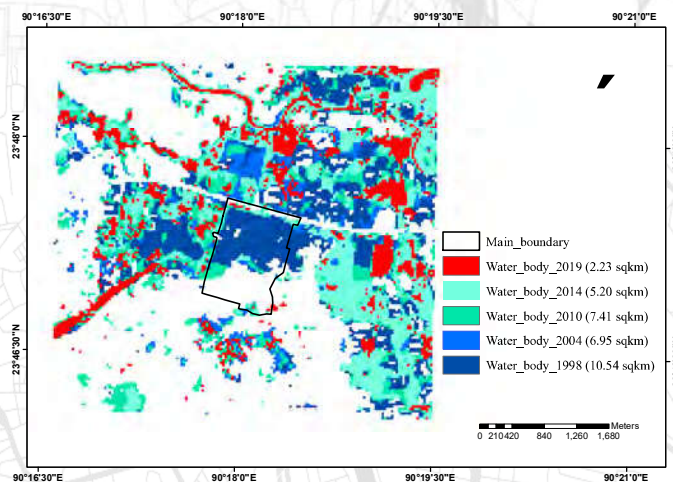 90°16'30"E 90°18'0"E 90°19'30"E 90°21'0"E
23°48'0"N
23°46'30"N
Main_boundary
Water_body_2019 (2.23 sqkm)
Water_body_2014 (5.20 sqkm)
Water_body_2010 (7.41 sqkm)
Water_body_2004 (6.95 sqkm)
Water_body_1998 (10.54 sqkm)
Meters
0 210420 840 1,260 1,680
90°16'30"E 90°18'0"E 90°19'30"E 90°21'0"E